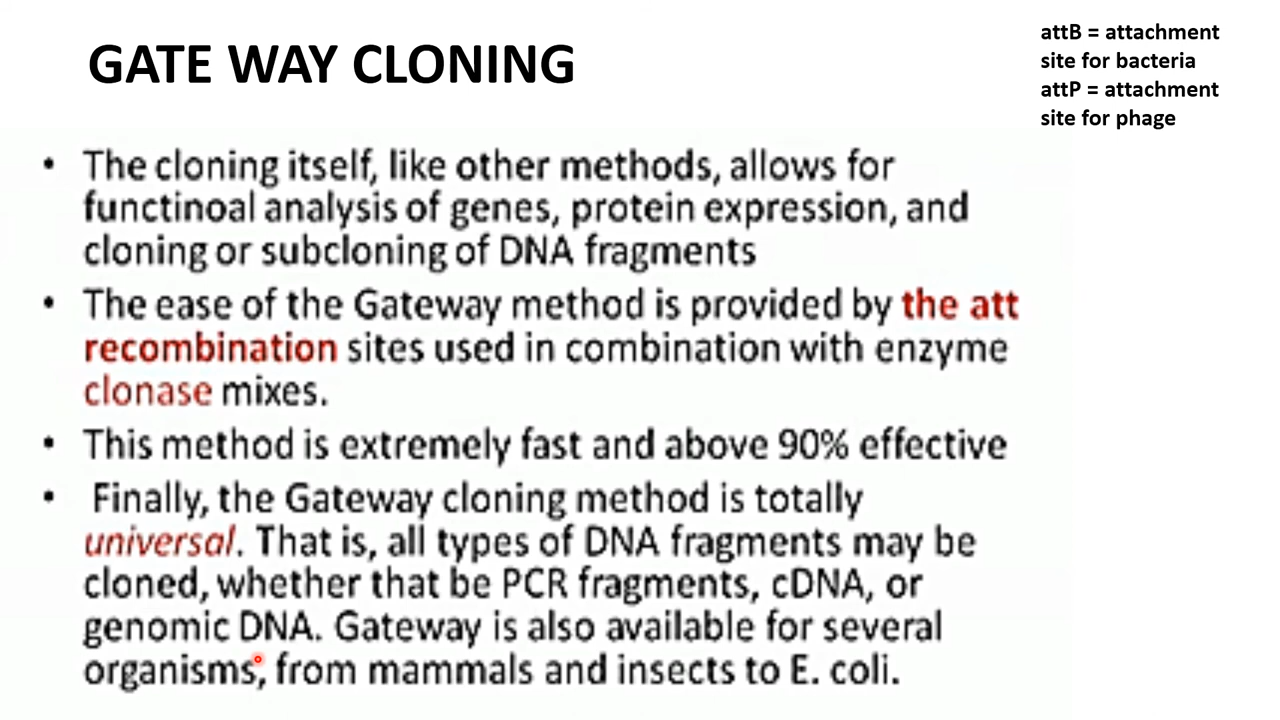 GATE WAY CLONING
attB = attachment
site for bacteria
attP = attachment
site for phage
• The cloning itself, like other methods, allows for
functinoal analysis of genes, protein expression, and
cloning or subcloning of DNA fragments
• The ease of the Gateway method is provided by the att
recombination sites used in combination with enzyme
clonase mixes.
• This method is extremely fast and above 90% effective
• Finally, the Gateway cloning method is totally
universal. That is, all types of DNA fragments may be
cloned, whether that be PCR fragments, cDNA, or
genomic DNA. Gateway is also available for several
organisms, from mammals and insects to E. coli.